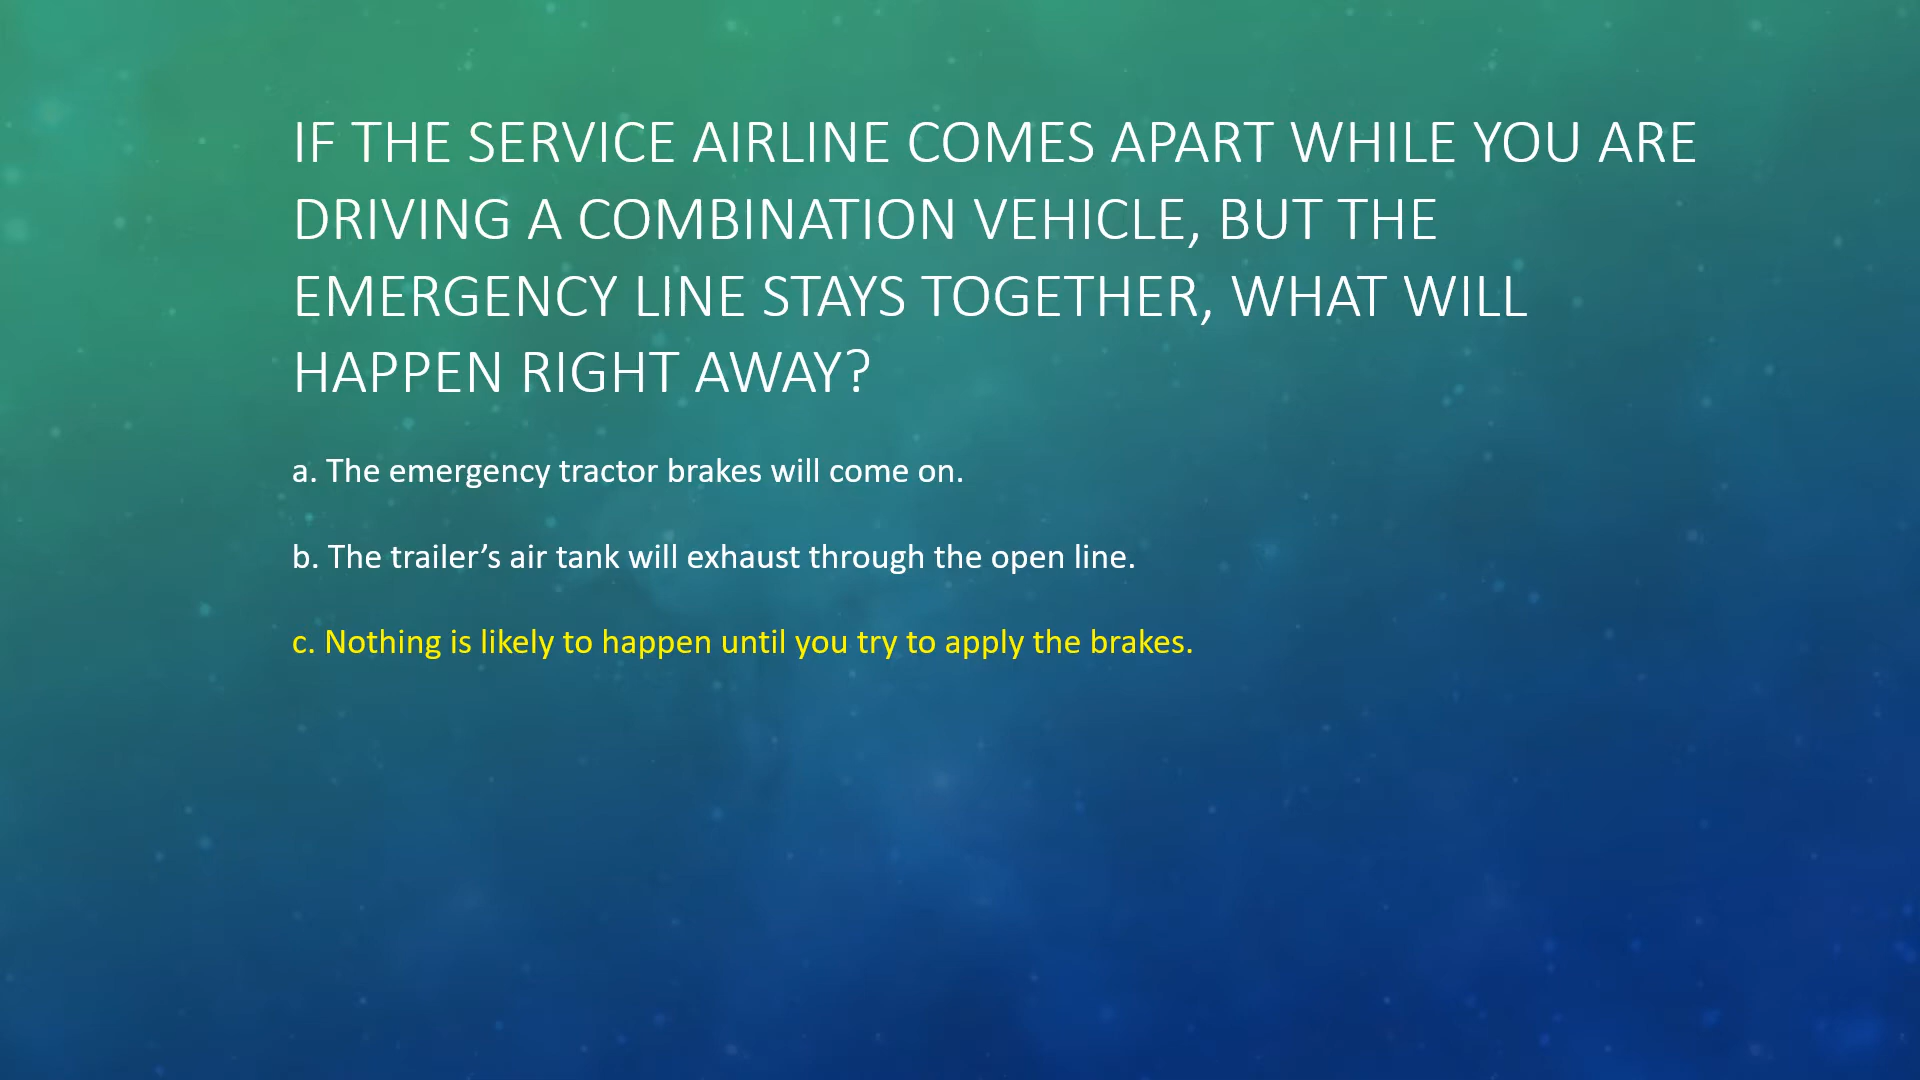 IF THE SERVICE AIRLINE COMES APART WHILE YOU ARE
DRIVING A COMBINATION VEHICLE, BUT THE
EMERGENCY LINE STAYS TOGETHER, WHAT WILL
HAPPEN RIGHT AWAY?
a. The emergency tractor brakes will come on.
b. The trailer’s air tank will exhaust through the open line.
c. Nothing is likely to happen until you try to apply the brakes.